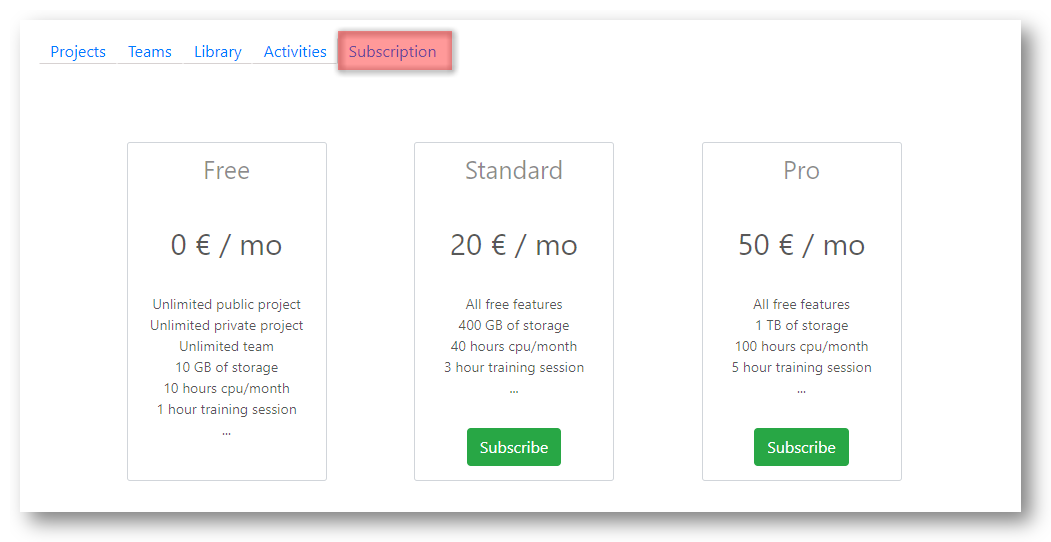 Projects Teams Library Activities Subscription
Free
0 € / mo
Unlimited public project
Unlimited private project
Unlimited team
10 GB of storage
10 hours cpu/month
1 hour training session
...
Standard
20 € / mo
All free features
400 GB of storage
40 hours cpu/month
3 hour training session
...
Subscribe
Pro
50 € / mo
All free features
1 TB of storage
100 hours cpu/month
5 hour training session
...
Subscribe